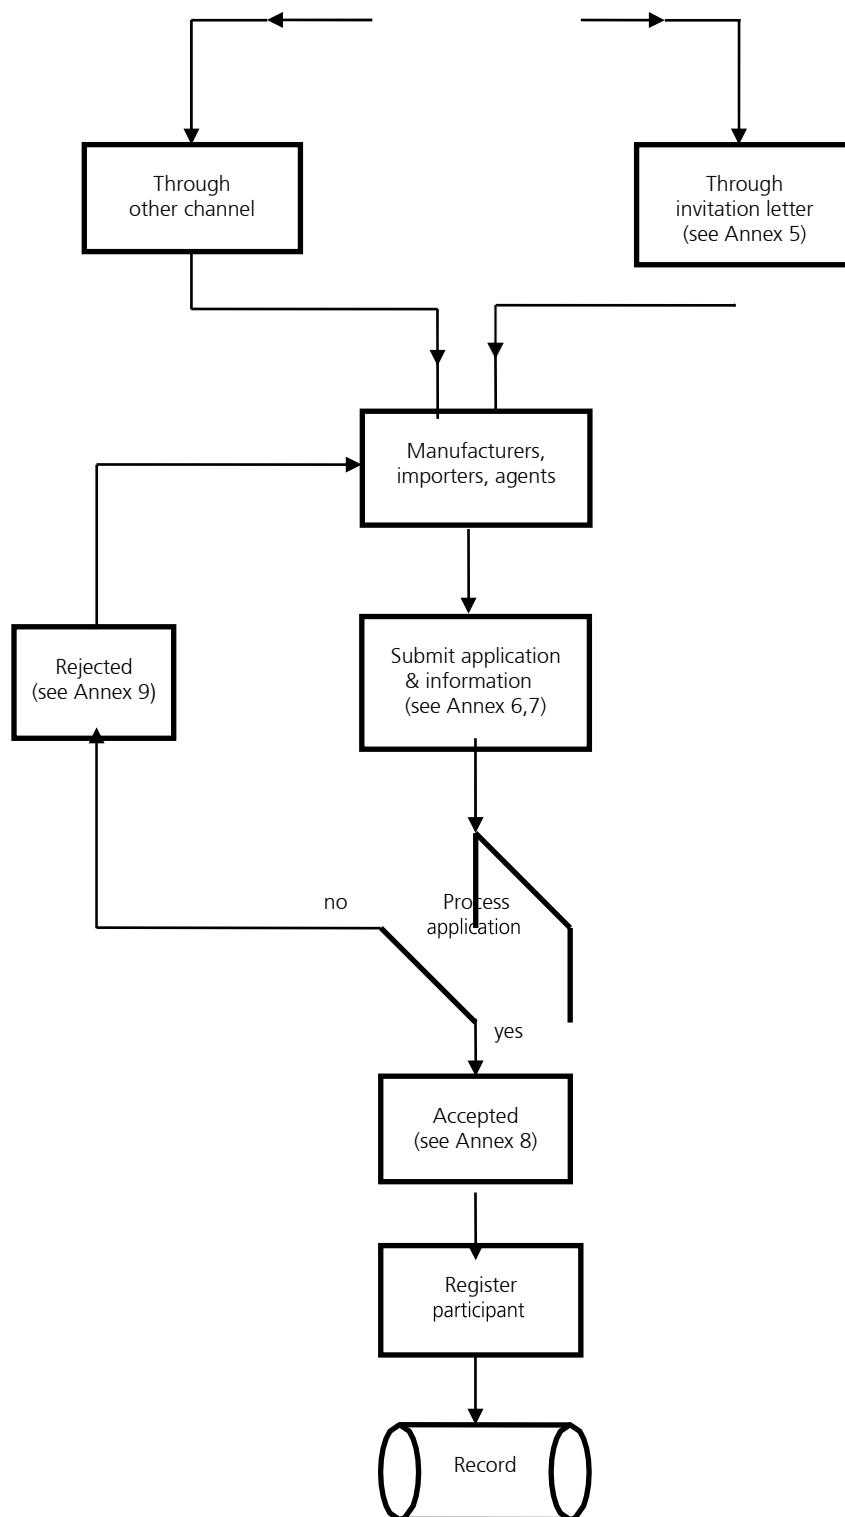 Through
other channel
Through
invitation letter
(see Annex 5)
Manufacturers,
importers, agents
Rejected
(see Annex 9)
Submit application
& information
(see Annex 6,7)
no
Process
application
yes
Accepted
(see Annex 8)
Register
participant
Record